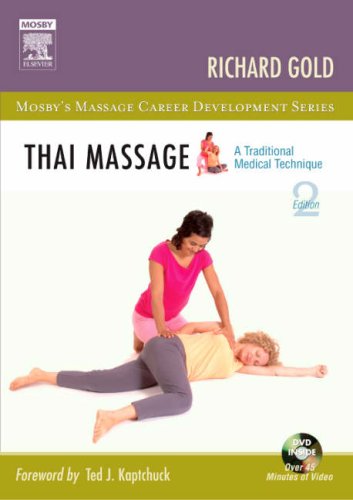 MOSBY
ELSEVIER
RICHARD GOLD
MOSBY'S MASSAGE CAREER DEVELOPMENT SERIES
THAI MASSAGE
A Traditional
Medical Technique
2
Edition
DVD
INSIDE
Over 45
Minutes of Video
Foreword by Ted J. Kaptchuck